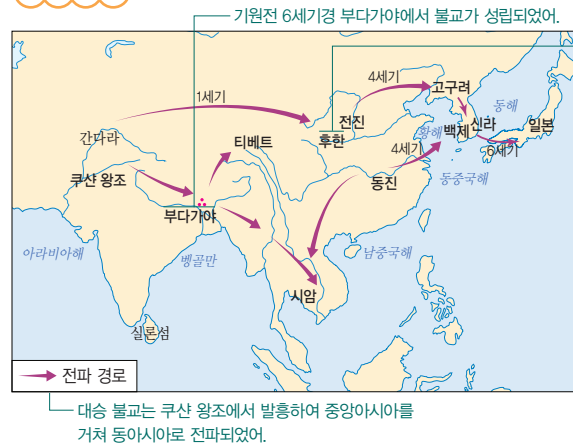 기원전 6세기경 부다가야에서 불교가 성립되었어.
1세기
4세기
고구려
전진
동해
간다라
후한
황해
백제
신라
일본
티베트
4세기
6세기
쿠샨 왕조
동진
동중국해
부다가야
아라비아해
벵골만
남중국해
시암
실론섬
전파 경로
대승 불교는 쿠샨 왕조에서 발흥하여 중앙아시아를
거쳐 동아시아로 전파되었어.